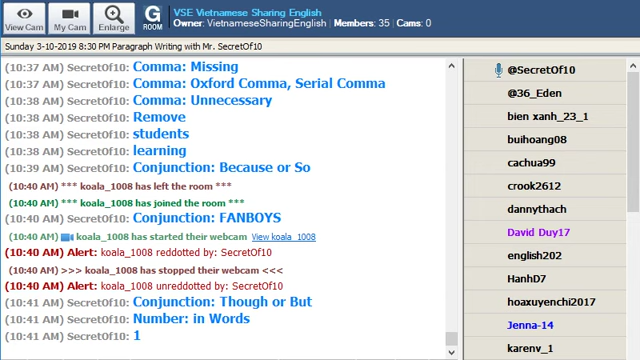 View Cam
My Cam
Enlarge
G
ROOM
VSE Vietnamese Sharing English
Owner: VietnameseSharingEnglish | Members: 35 | Cams: 0
Sunday 3-10-2019 8:30 PM Paragraph Writing with Mr. SecretOf10
(10:37 AM) SecretOf10: Comma: Missing
(10:37 AM) SecretOf10: Comma: Oxford Comma, Serial Comma
(10:38 AM) SecretOf10: Comma: Unnecessary
(10:38 AM) SecretOf10: Remove
(10:38 AM) SecretOf10: students
(10:38 AM) SecretOf10: learning
(10:39 AM) SecretOf10: Conjunction: Because or So
(10:40 AM) *** koala_1008 has left the room ***
(10:40 AM) *** koala_1008 has joined the room ***
(10:40 AM) SecretOf10: Conjunction: FANBOYS
(10:40 AM) koala_1008 has started their webcam View koala_1008
(10:40 AM) Alert: koala_1008 reddotted by: SecretOf10
(10:40 AM) >>> koala_1008 has stopped their webcam <<<
(10:40 AM) Alert: koala_1008 unreddotted by: SecretOf10
(10:41 AM) SecretOf10: Conjunction: Though or But
(10:41 AM) SecretOf10: Number: in Words
(10:41 AM) SecretOf10: 1
@SecretOf10
@36_Eden
bien xanh_23_1
buihoang08
cachua99
crook2612
dannythach
David Duy17
english202
HanhD7
hoaxuyenchi2017
Jenna-14
karenv_1